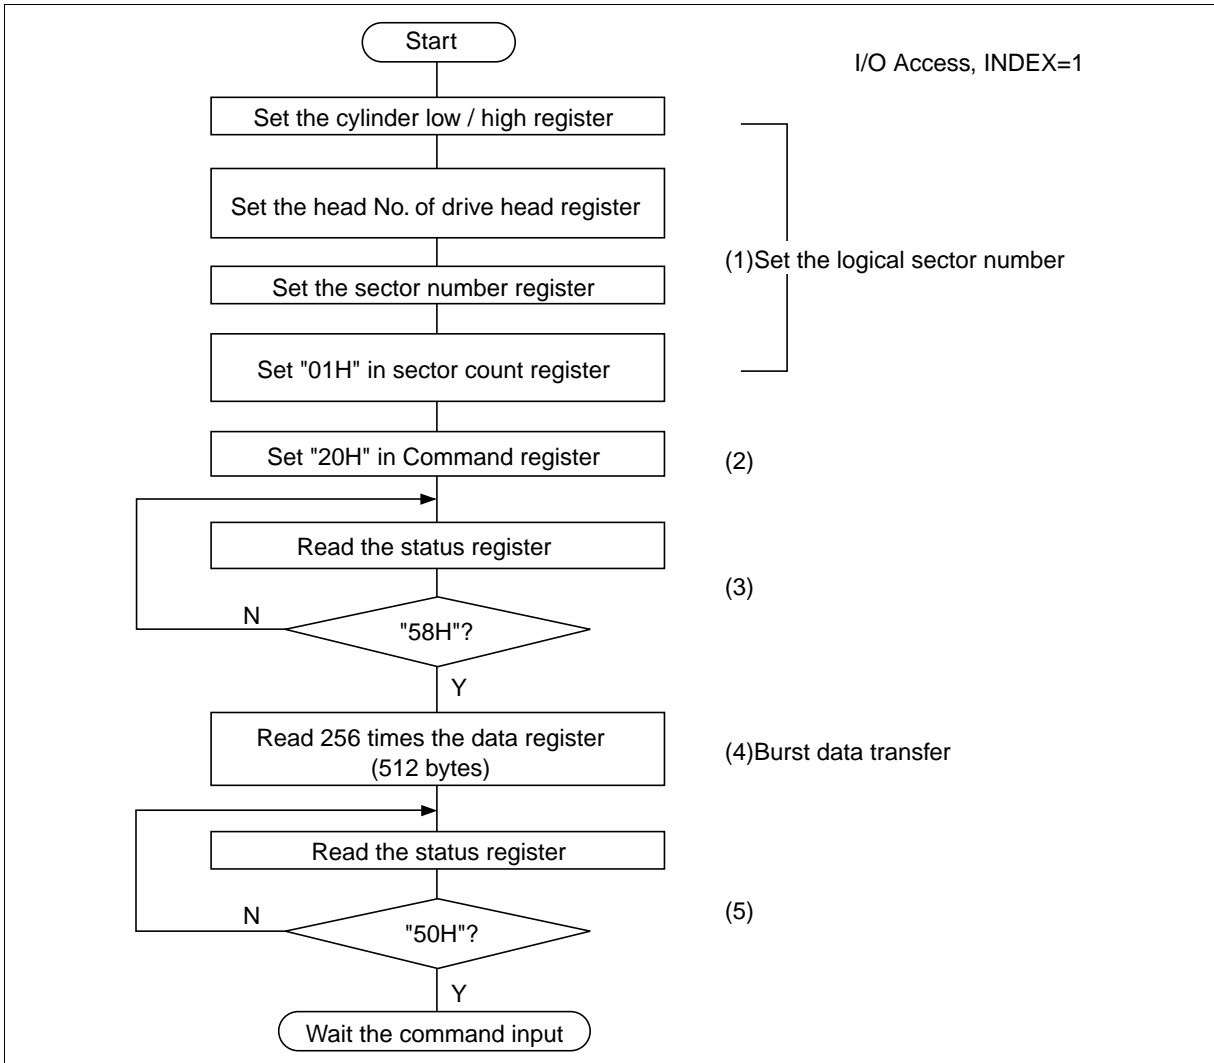 Start
I/O Access, INDEX=1
Set the cylinder low / high register
Set the head No. of drive head register
(1)Set the logical sector number
Set the sector number register
Set "01H" in sector count register
Set "20H" in Command register
(2)
Read the status register
(3)
N
"58H"?
Y
Read 256 times the data register
(512 bytes)
(4)Burst data transfer
Read the status register
N
(5)
"50H"?
Y
Wait the command input